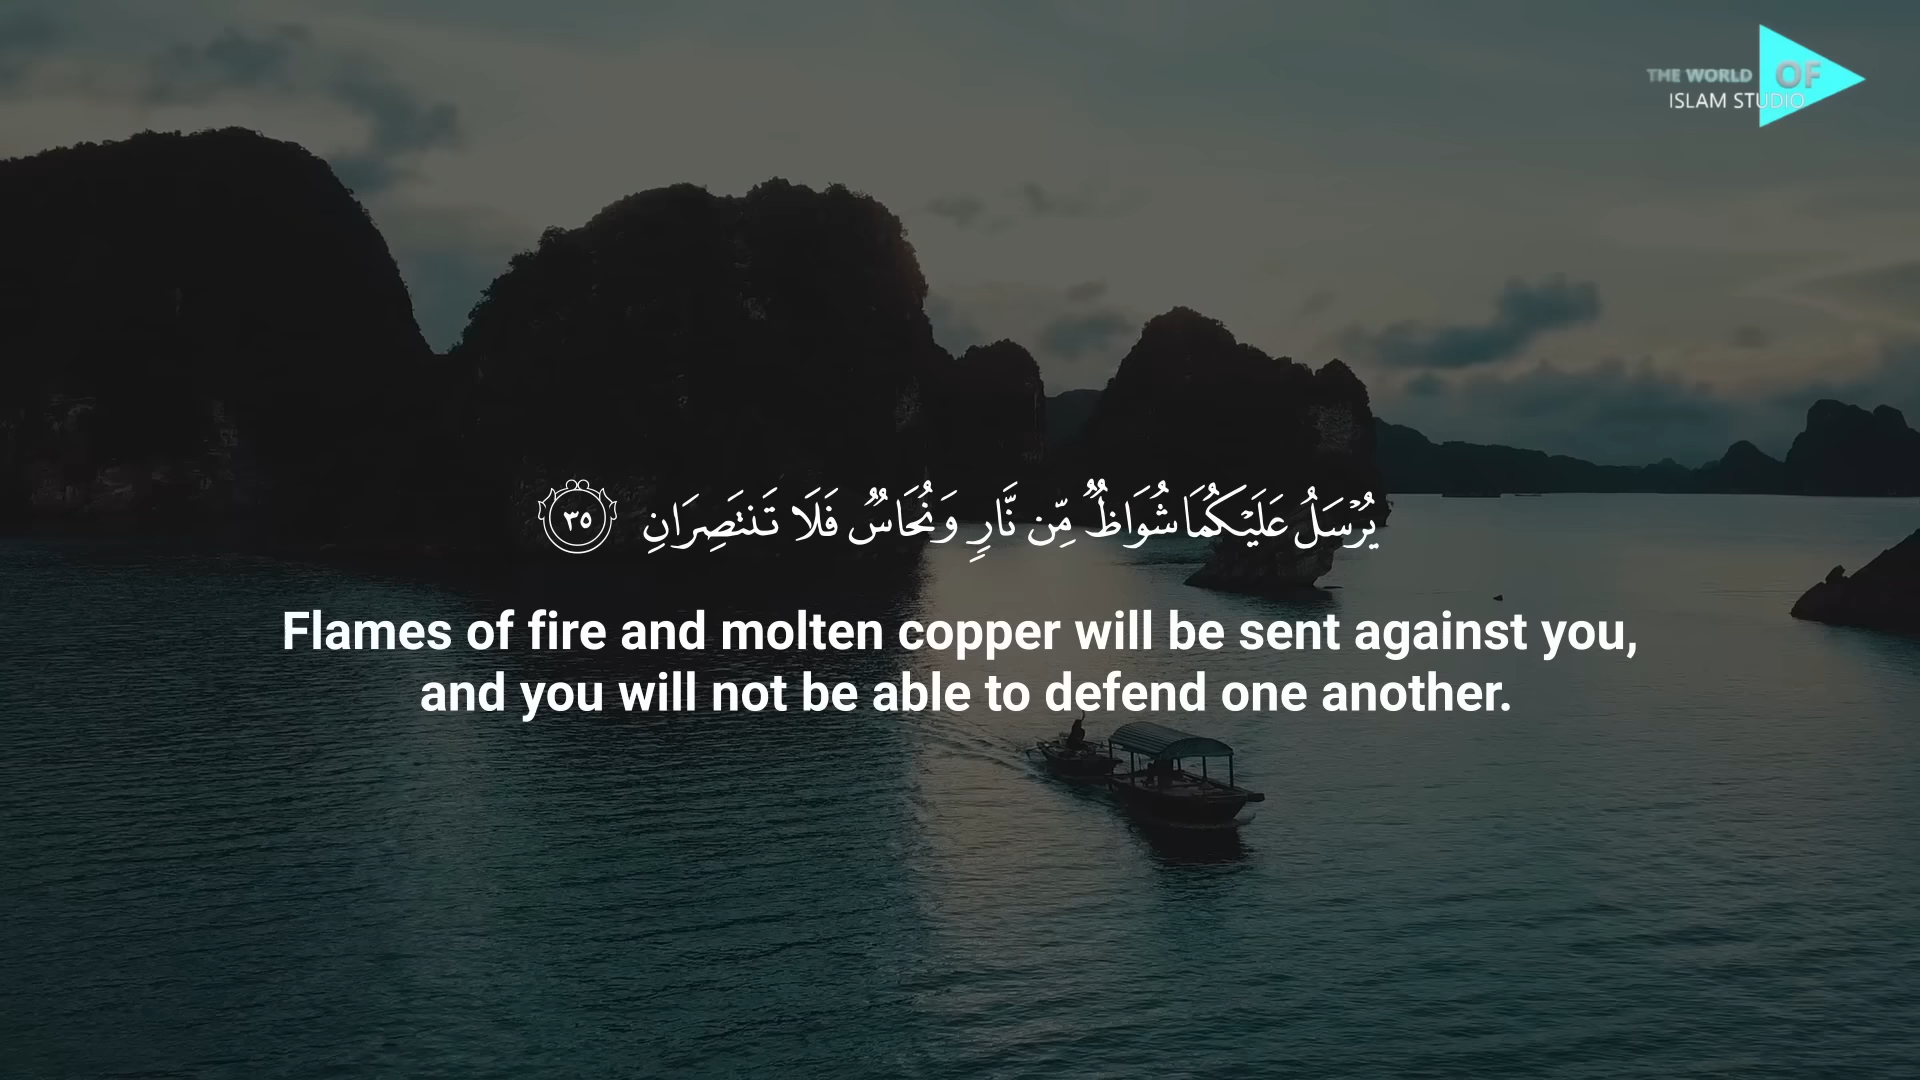 THE WORLD OF
ISLAM STUDIO
يُرْسَلُ عَلَيْكُمَا شُوَاظٌ مِّن نَّارٍ وَنُحَاسٌ فَلَا تَنتَصِرَانِ ٣٥
Flames of fire and molten copper will be sent against you,
and you will not be able to defend one another.